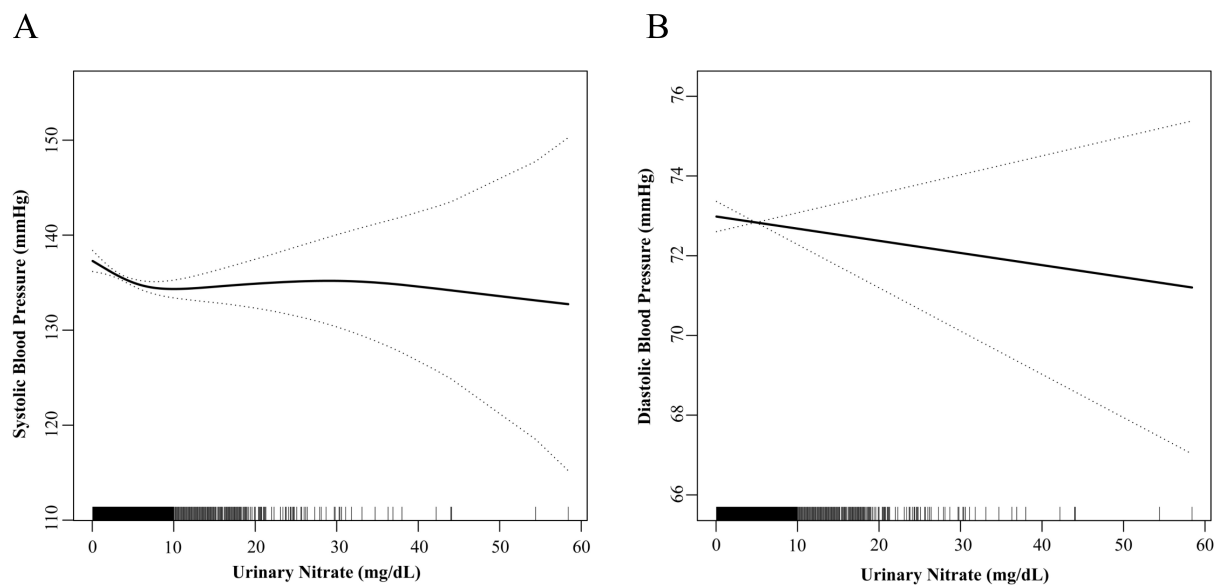 A
B
Systolic Blood Pressure (mmHg)
150
140
130
120
110
0 10 20 30 40 50 60
Urinary Nitrate (mg/dL)
Diastolic Blood Pressure (mmHg)
76
74
72
70
68
66
0 10 20 30 40 50 60
Urinary Nitrate (mg/dL)